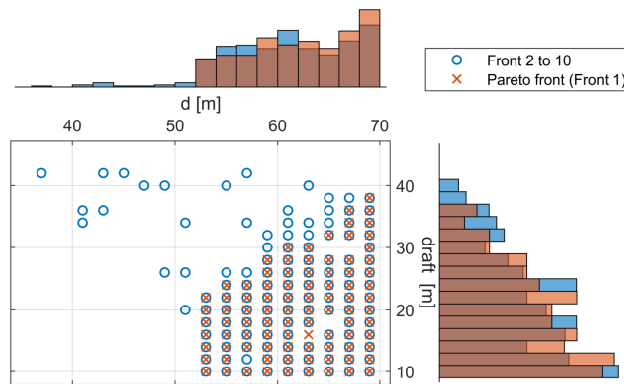 Front 2 to 10
Pareto front (Front 1)
d [m]
40 50 60 70
40
30
20
10
draft [m]